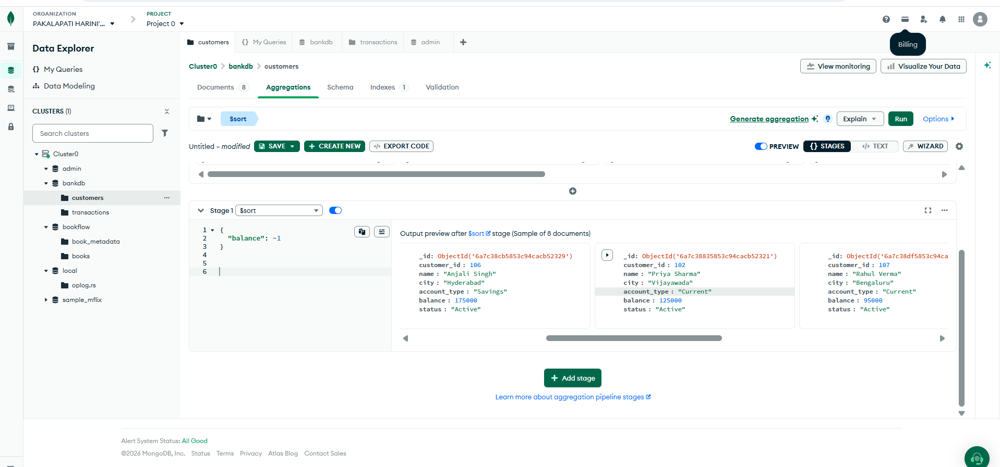 ORGANIZATION
PAKALAPATI HARINI'...
PROJECT
Project 0
Billing
Data Explorer
My Queries
Data Modeling
CLUSTERS (1)
Search clusters
Cluster0
admin
bankdb
customers
transactions
bookflow
book_metadata
books
local
oplog.rs
sample_mflix
customers
{} My Queries
bankdb
transactions
admin
Cluster0 > bankdb > customers
View monitoring
Visualize Your Data
Documents 8
Aggregations
Schema
Indexes 1
Validation
$sort
Generate aggregation
Explain
Run
Options
Untitled – modified
SAVE
+ CREATE NEW
</> EXPORT CODE
PREVIEW
{} STAGES
</> TEXT
WIZARD
Stage 1 $sort
1 {
2 "balance": -1
3 }
4
5
6
Output preview after $sort stage (Sample of 8 documents)
_id: ObjectId('6a7c38cb5853c94cacb52329')
customer_id : 106
name : "Anjali Singh"
city : "Hyderabad"
account_type : "Savings"
balance : 175000
status : "Active"
_id: ObjectId('6a7c38835853c94cacb52321')
customer_id : 102
name : "Priya Sharma"
city : "Vijayawada"
account_type : "Current"
balance : 125000
status : "Active"
_id: ObjectId('6a7c38df5853c94ca
customer_id : 107
name : "Rahul Verma"
city : "Bengaluru"
account_type : "Current"
balance : 95000
status : "Active"
+ Add stage
Learn more about aggregation pipeline stages
Alert System Status: All Good
©2026 MongoDB, Inc. Status Terms Privacy Atlas Blog Contact Sales